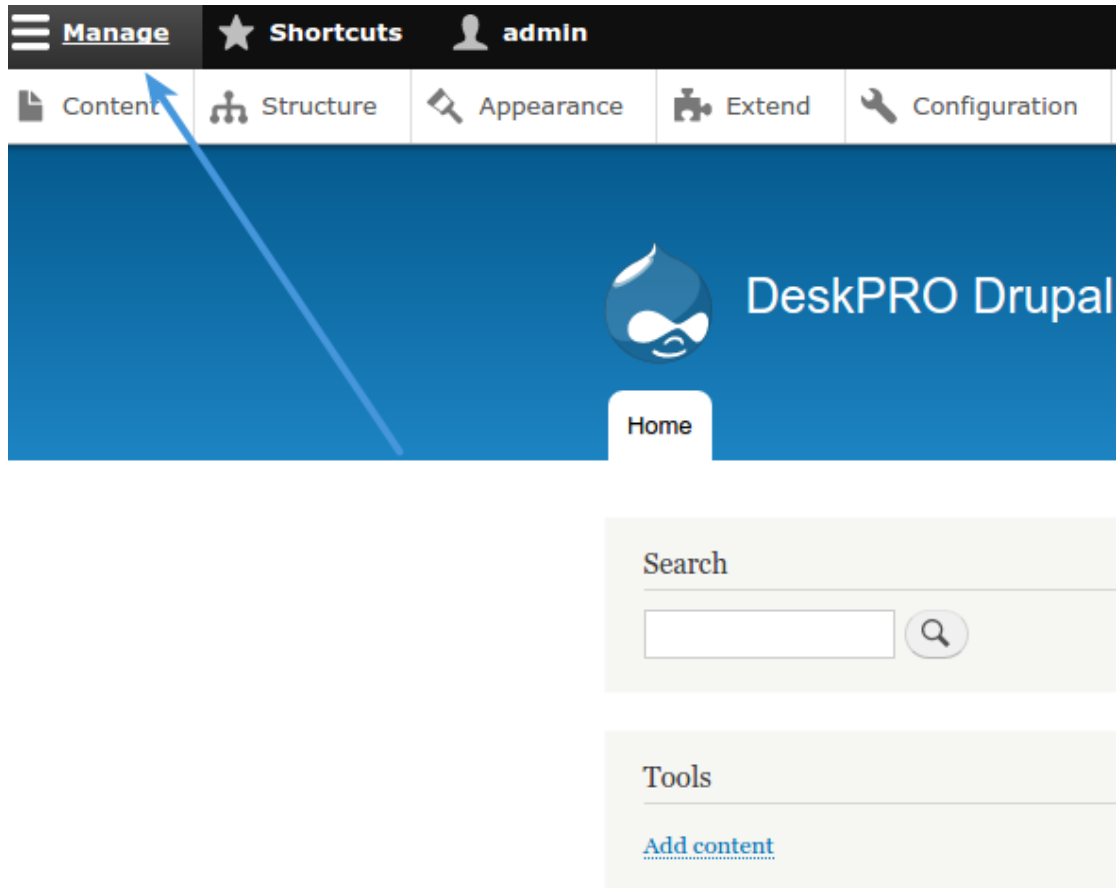 Manage Shortcuts admin
Content Structure Appearance Extend Configuration
DeskPRO Drupal
Home
Search
Tools
Add content